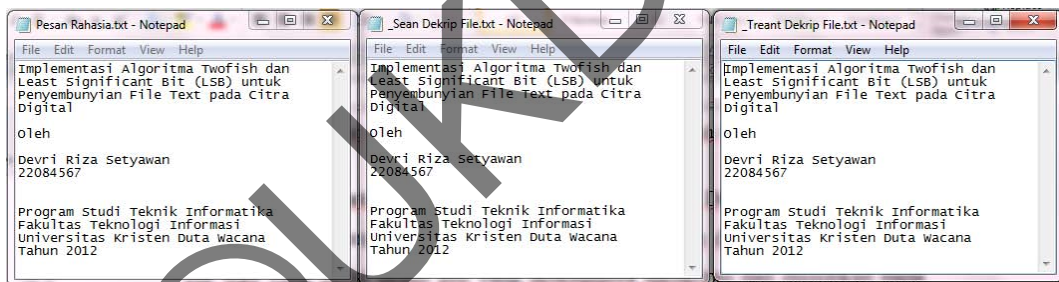 Pesan Rahasia.txt - Notepad
File Edit Format View Help
Implementasi Algoritma Twofish dan
Least Significant Bit (LSB) untuk
Penyembunyian File Text pada Citra
Digital
Oleh
Devri Riza Setyawan
22084567
Program Studi Teknik Informatika
Fakultas Teknologi Informasi
Universitas Kristen Duta Wacana
Tahun 2012
_Sean Dekrip File.txt - Notepad
File Edit Format View Help
Implementasi Algoritma Twofish dan
Least Significant Bit (LSB) untuk
Penyembunyian File Text pada Citra
Digital
Oleh
Devri Riza Setyawan
22084567
Program Studi Teknik Informatika
Fakultas Teknologi Informasi
Universitas Kristen Duta Wacana
Tahun 2012
_Treant Dekrip File.txt - Notepad
File Edit Format View Help
Implementasi Algoritma Twofish dan
Least Significant Bit (LSB) untuk
Penyembunyian File Text pada Citra
Digital
Oleh
Devri Riza Setyawan
22084567
Program Studi Teknik Informatika
Fakultas Teknologi Informasi
Universitas Kristen Duta Wacana
Tahun 2012